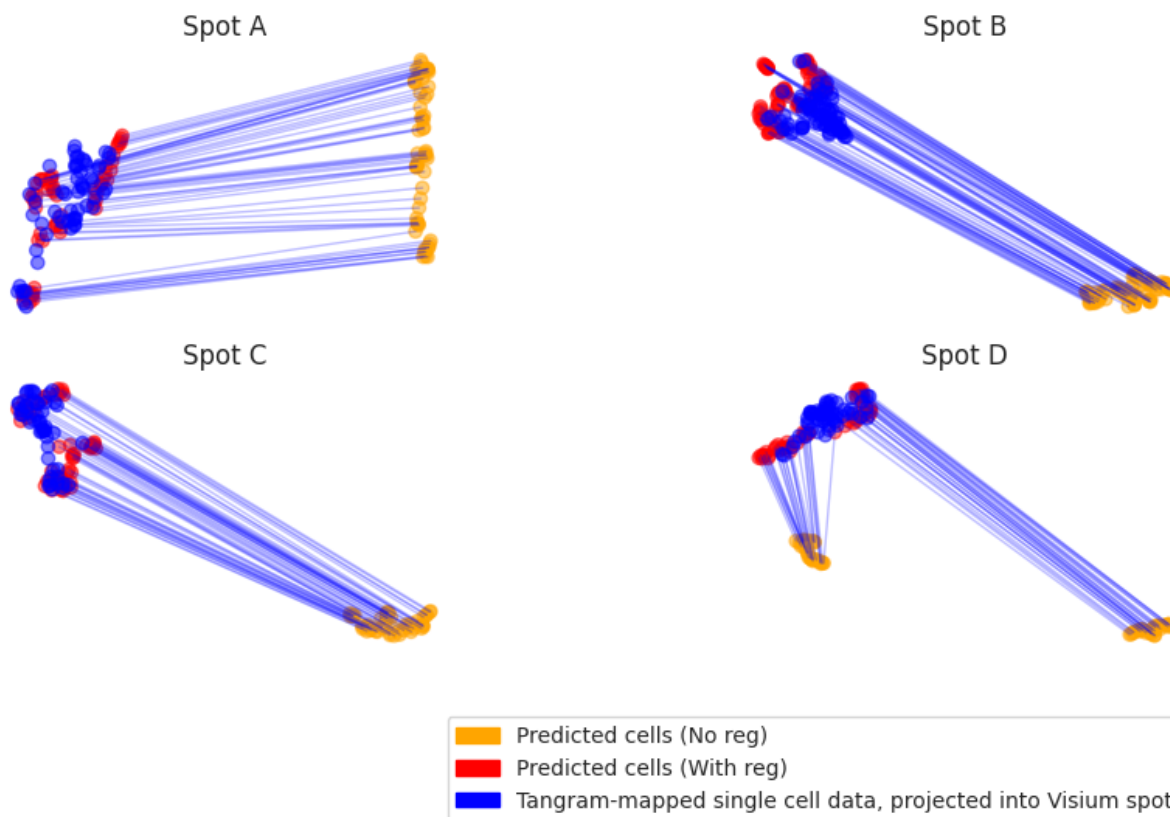 Spot A
Spot B
Spot C
Spot D
Predicted cells (No reg)
Predicted cells (With reg)
Tangram-mapped single cell data, projected into Visium spot